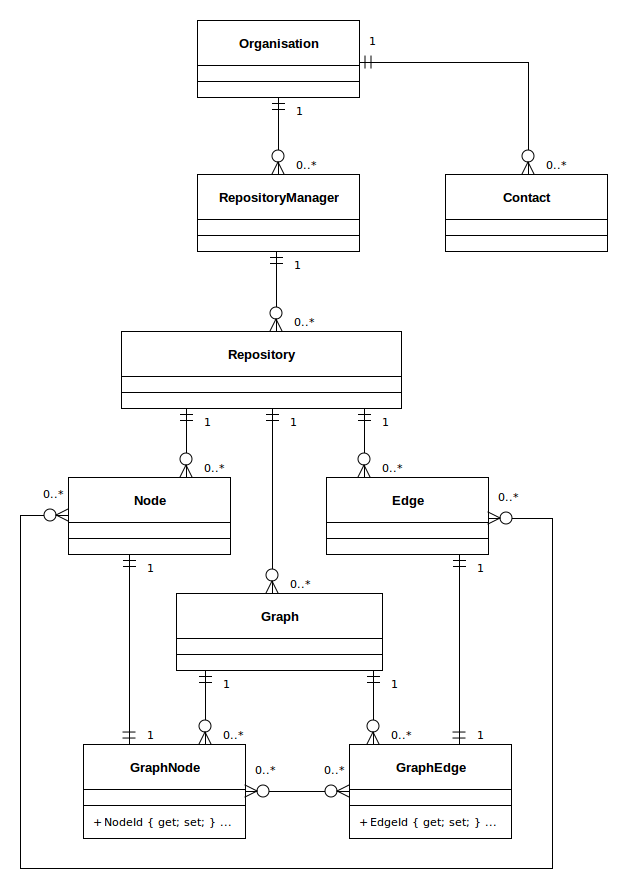 Organisation
1
1
0..*
0..*
RepositoryManager
Contact
1
0..*
Repository
1
1
1
0..*
0..*
0..*
0..*
Node
Edge
1
1
0..*
Graph
1
1
1
0..*
0..*
1
GraphNode
0..*
0..*
GraphEdge
+ NodeId { get; set; } ...
+ EdgeId { get; set; } ...